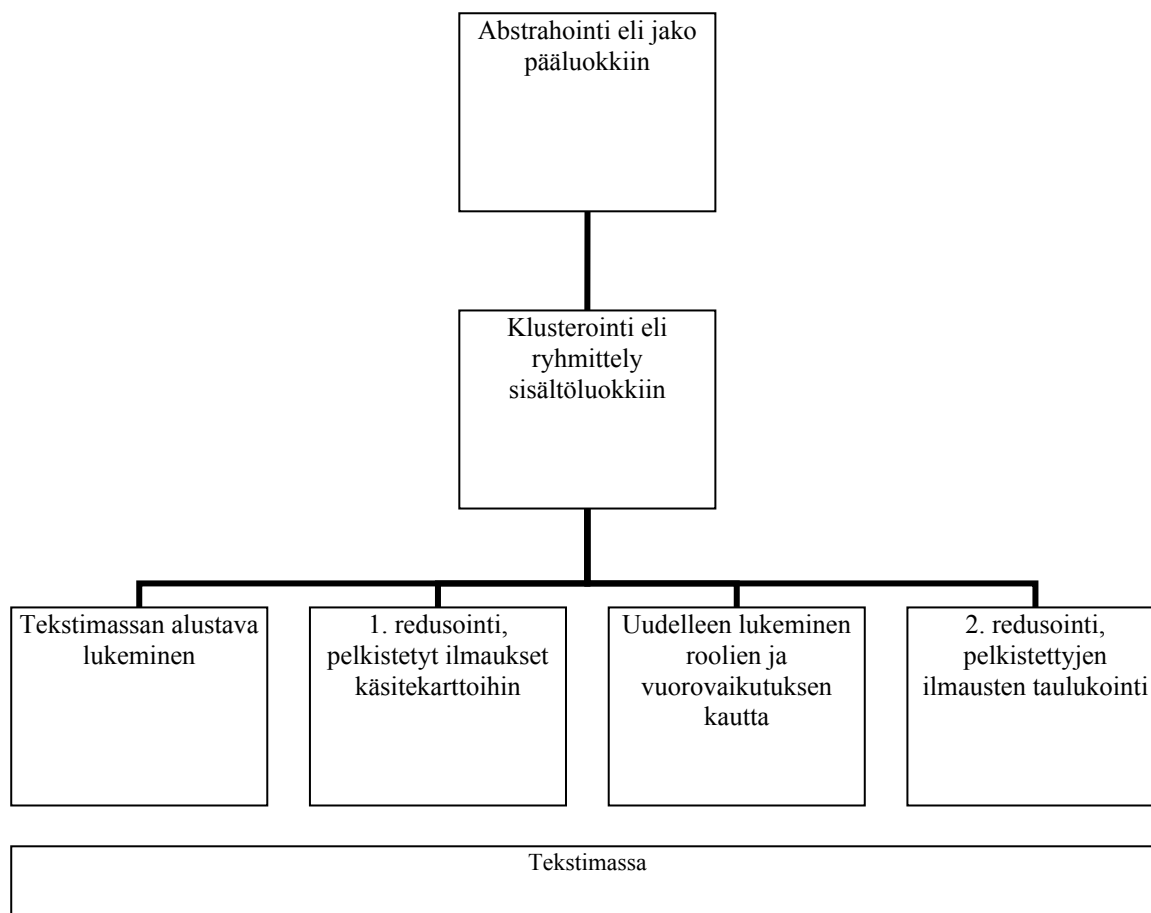 Abstrahointi eli jako
pääluokkiin
Klusterointi eli
ryhmittely
sisältöluokkiin
Tekstimassan alustava
lukeminen
1. redusointi,
pelkistetyt ilmaukset
käsitekarttoihin
Uudelleen lukeminen
roolien ja
vuorovaikutuksen
kautta
2. redusointi,
pelkistettyjen
ilmausten taulukointi
Tekstimassa